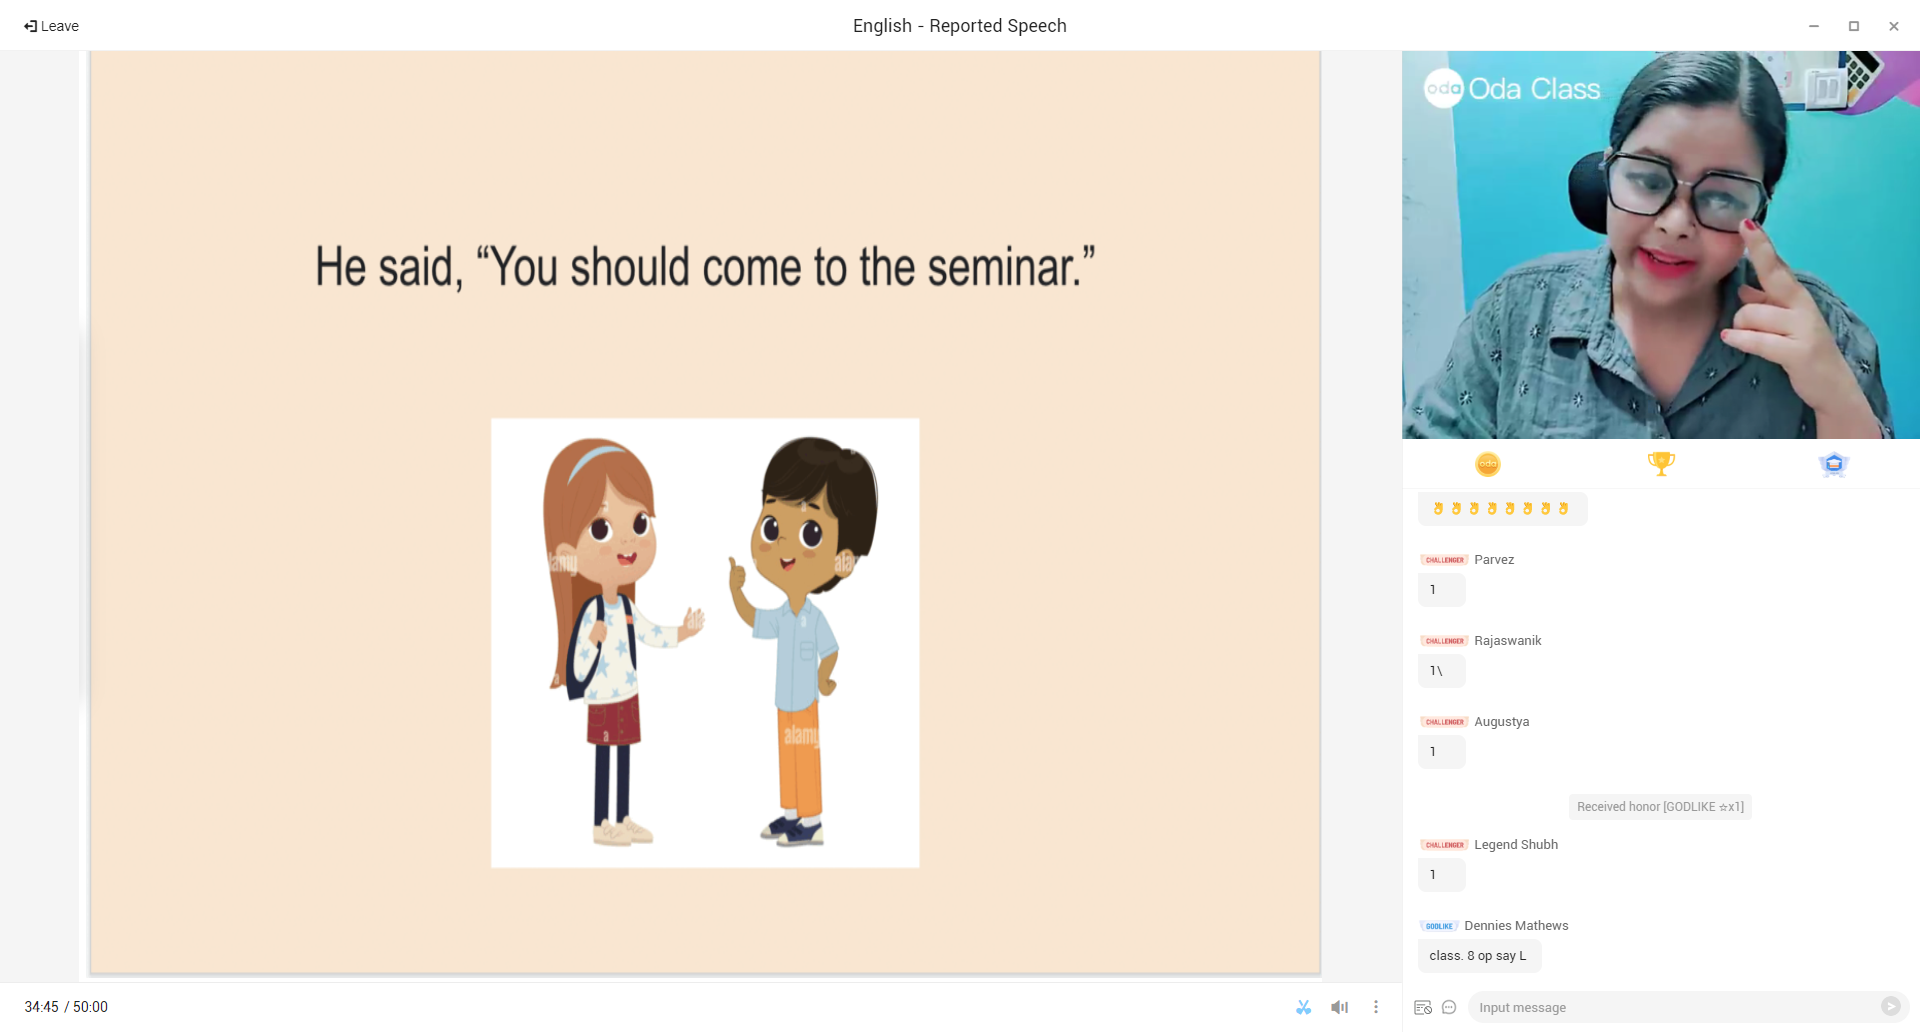 Leave
English - Reported Speech
oda Oda Class
He said, “You should come to the seminar.”
alamy
alamy
a
CHALLENGER Parvez
1
CHALLENGER Rajaswanik
1\
CHALLENGER Augustya
1
Received honor [GODLIKE ☆x1]
CHALLENGER Legend Shubh
1
GODLIKE Dennies Mathews
class. 8 op say L
34:45 / 50:00
Input message